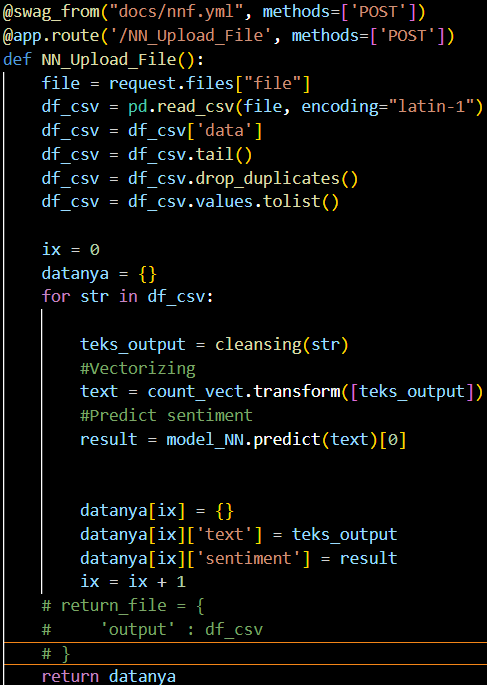 @swag_from("docs/nnf.yml", methods=['POST'])
@app.route('/NN_Upload_File', methods=['POST'])
def NN_Upload_File():
    file = request.files["file"]
    df_csv = pd.read_csv(file, encoding="latin-1")
    df_csv = df_csv['data']
    df_csv = df_csv.tail()
    df_csv = df_csv.drop_duplicates()
    df_csv = df_csv.values.tolist()
    ix = 0
    datanya = {}
    for str in df_csv:
        teks_output = cleansing(str)
        #Vectorizing
        text = count_vect.transform([teks_output])
        #Predict sentiment
        result = model_NN.predict(text)[0]
        datanya[ix] = {}
        datanya[ix]['text'] = teks_output
        datanya[ix]['sentiment'] = result
        ix = ix + 1
    # return_file = {
    #     'output' : df_csv
    # }
    return datanya